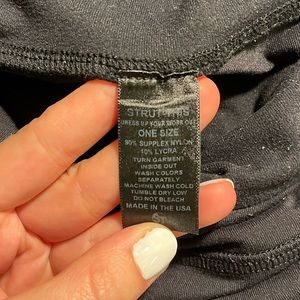 STRUT THIS
DRESS UP YOUR WORK OUT
ONE SIZE
90% SUPPLEX NYLON
10% LYCRA
TURN GARMENT
INSIDE OUT
WASH COLORS
SEPARATELY
MACHINE WASH COLD
TUMBLE DRY LOW
DO NOT BLEACH
MADE IN THE USA